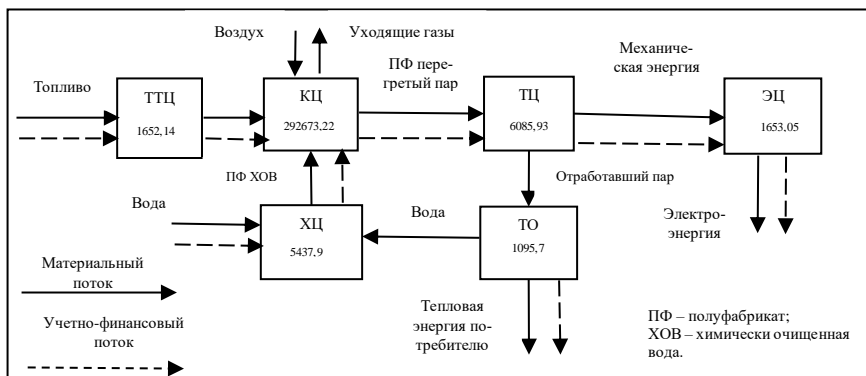 Воздух
Уходящие газы
Механиче-
ская энергия
ПФ пере-
гретый пар
Топливо
ТТЦ
1652,14
КЦ
292673,22
ТЦ
6085,93
ЭЦ
1653,05
ПФ ХОВ
Отработавший пар
Вода
ХЦ
5437,9
Вода
ТО
1095,7
Электро-
энергия
Материальный
поток
Учетно-финансовый
поток
Тепловая
энергия по-
требителю
ПФ – полуфабрикат;
ХОВ – химически очищенная
вода.